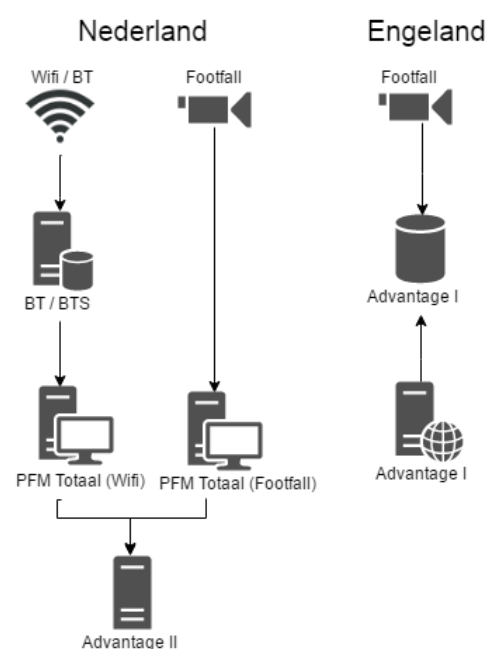 Nederland
Engeland
Wifi / BT
Footfall
Footfall
BT / BTS
Advantage I
PFM Totaal (Wifi)
PFM Totaal (Footfall)
Advantage I
Advantage II